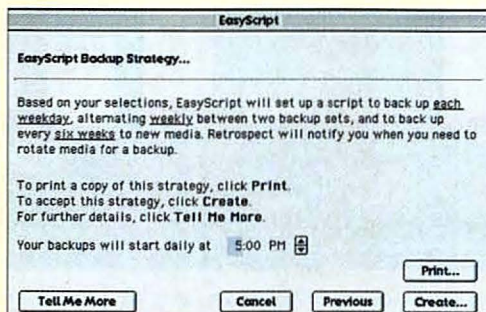 EasyScript
EasyScript Backup Strategy...
Based on your selections, EasyScript will set up a script to back up each
weekday, alternating weekly between two backup sets, and to back up
every six weeks to new media. Retrospect will notify you when you need to
rotate media for a backup.
To print a copy of this strategy, click Print.
To accept this strategy, click Create.
For further details, click Tell Me More.
Your backups will start daily at 5:00 PM
Print...
Tell Me More Cancel Previous Create...